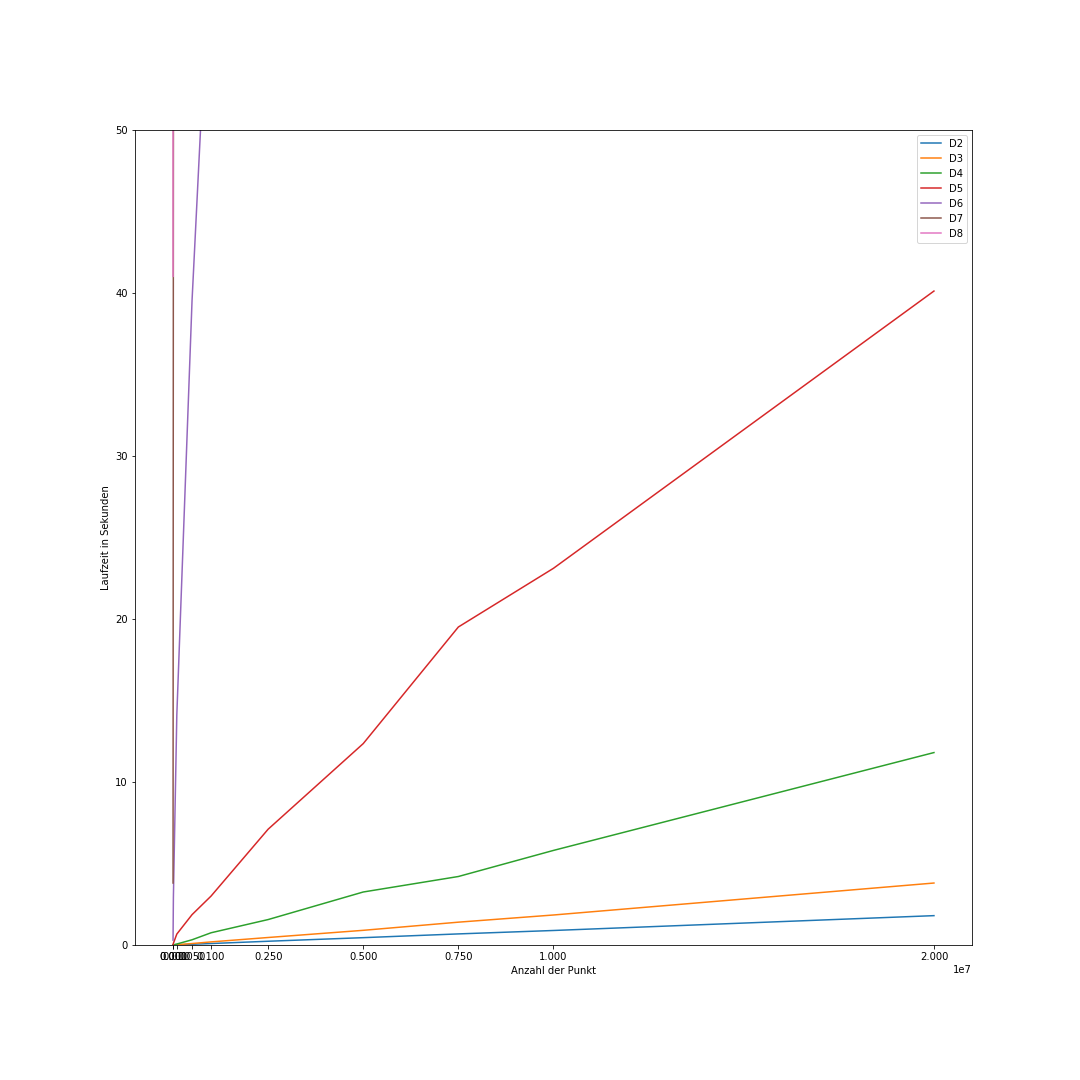 50
D2
D3
D4
D5
D6
D7
D8
40
30
20
10
0
Laufzeit in Sekunden
0.100 0.250 0.500 0.750 1.000 2.000
Anzahl der Punkt
1e7